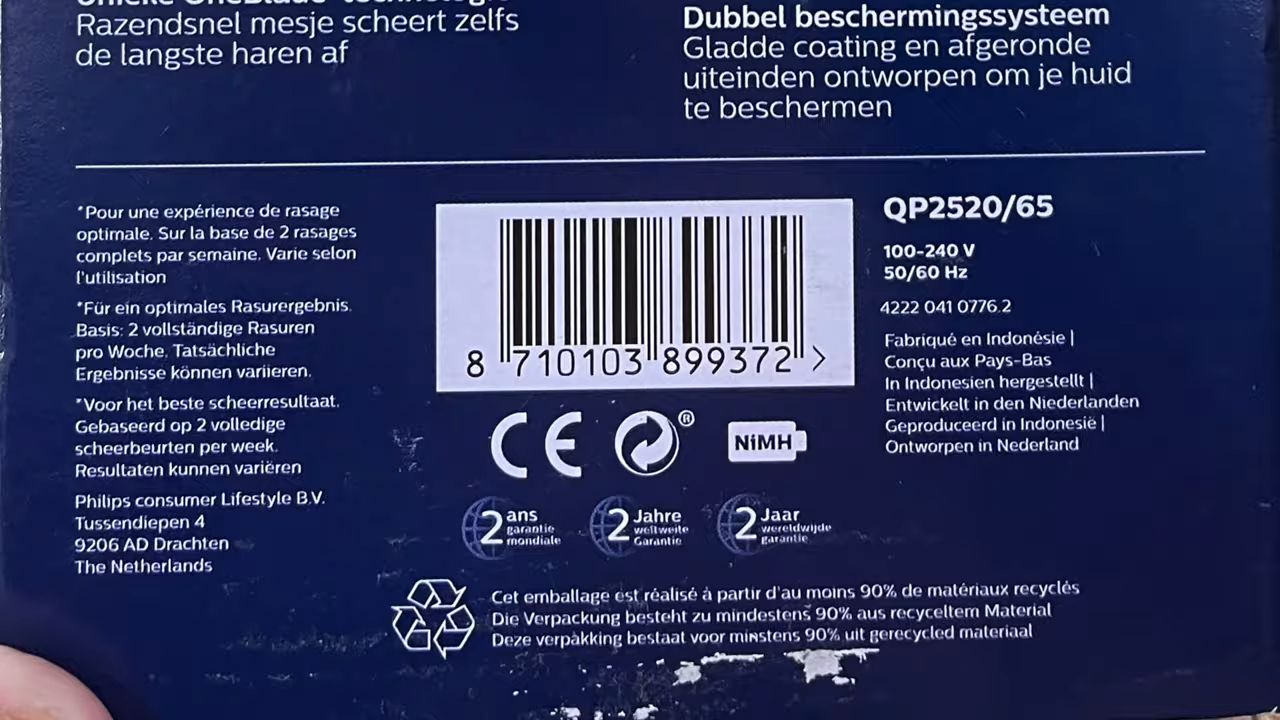 Unieke OneBlade-technologie
Razendsnel mesje scheert zelfs
de langste haren af
Dubbel beschermingssysteem
Gladde coating en afgeronde
uiteinden ontworpen om je huid
te beschermen
*Pour une expérience de rasage
optimale. Sur la base de 2 rasages
complets par semaine. Varie selon
l'utilisation
*Für ein optimales Rasurergebnis.
Basis: 2 vollständige Rasuren
pro Woche. Tatsächliche
Ergebnisse können variieren.
*Voor het beste scheerresultaat.
Gebaseerd op 2 volledige
scheerbeurten per week.
Resultaten kunnen variëren
Philips consumer Lifestyle B.V.
Tussendiepen 4
9206 AD Drachten
The Netherlands
8 710103 899372 >
CE
®
NiMH
2 ans
garantie
mondiale
2 Jahre
weltweite
Garantie
2 Jaar
wereldwijde
garantie
QP2520/65
100-240 V
50/60 Hz
4222 041 0776.2
Fabriqué en Indonésie |
Conçu aux Pays-Bas
In Indonesien hergestellt |
Entwickelt in den Niederlanden
Geproduceerd in Indonesië |
Ontworpen in Nederland
Cet emballage est réalisé à partir d'au moins 90% de matériaux recyclés
Die Verpackung besteht zu mindestens 90% aus recyceltem Material
Deze verpakking bestaat voor minstens 90% uit gerecycled materiaal